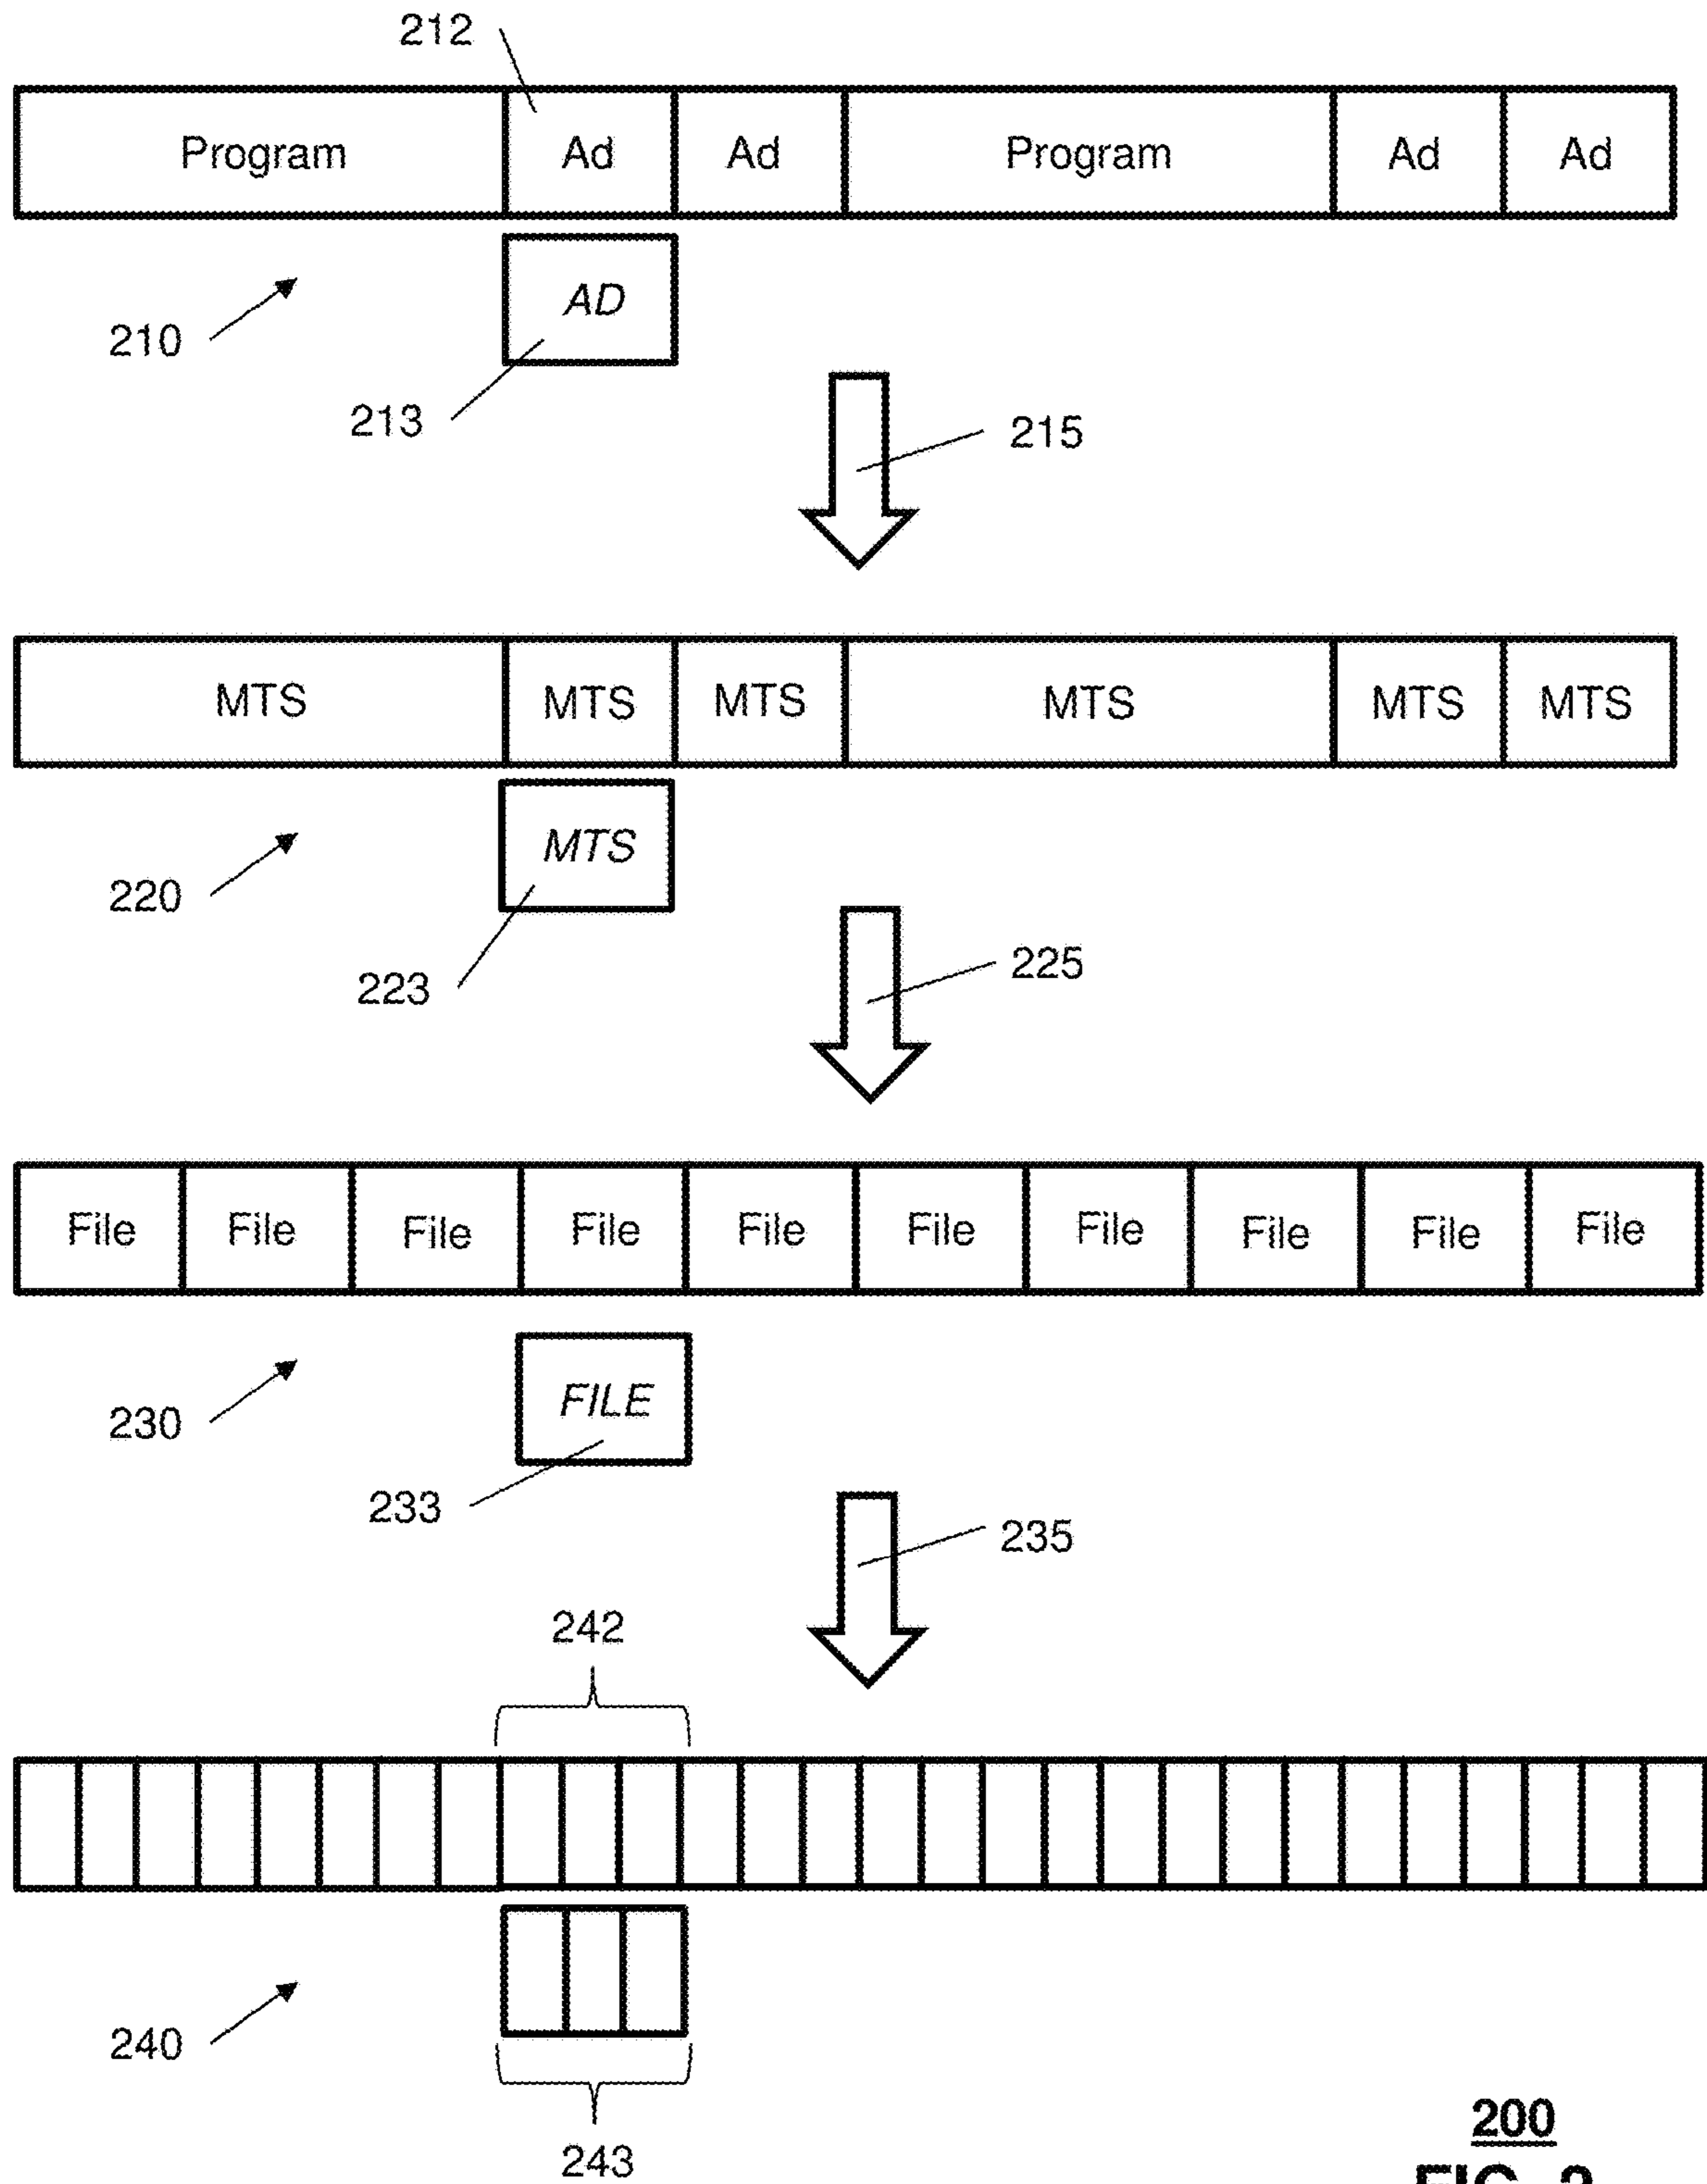 212
Program Ad Ad Program Ad Ad
AD
210
213
215
MTS MTS MTS MTS MTS MTS
MTS
220
223
225
File File File File File File File File File File
FILE
230
233
235
242
240
243
200
FIG. 2